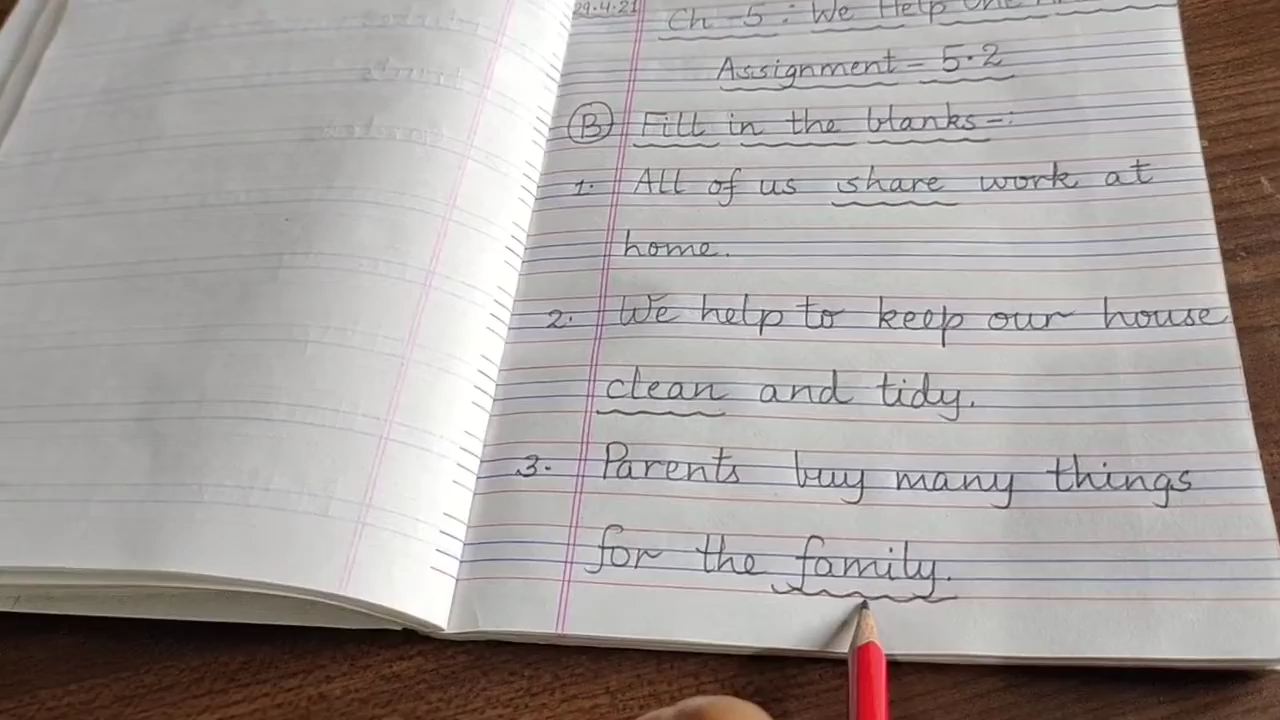 29.4.21
Ch-5: We Help One
Assignment - 5.2
B Fill in the blanks-:
1. All of us share work at
home.
2. We help to keep our house
clean and tidy.
3. Parents buy many things
for the family.